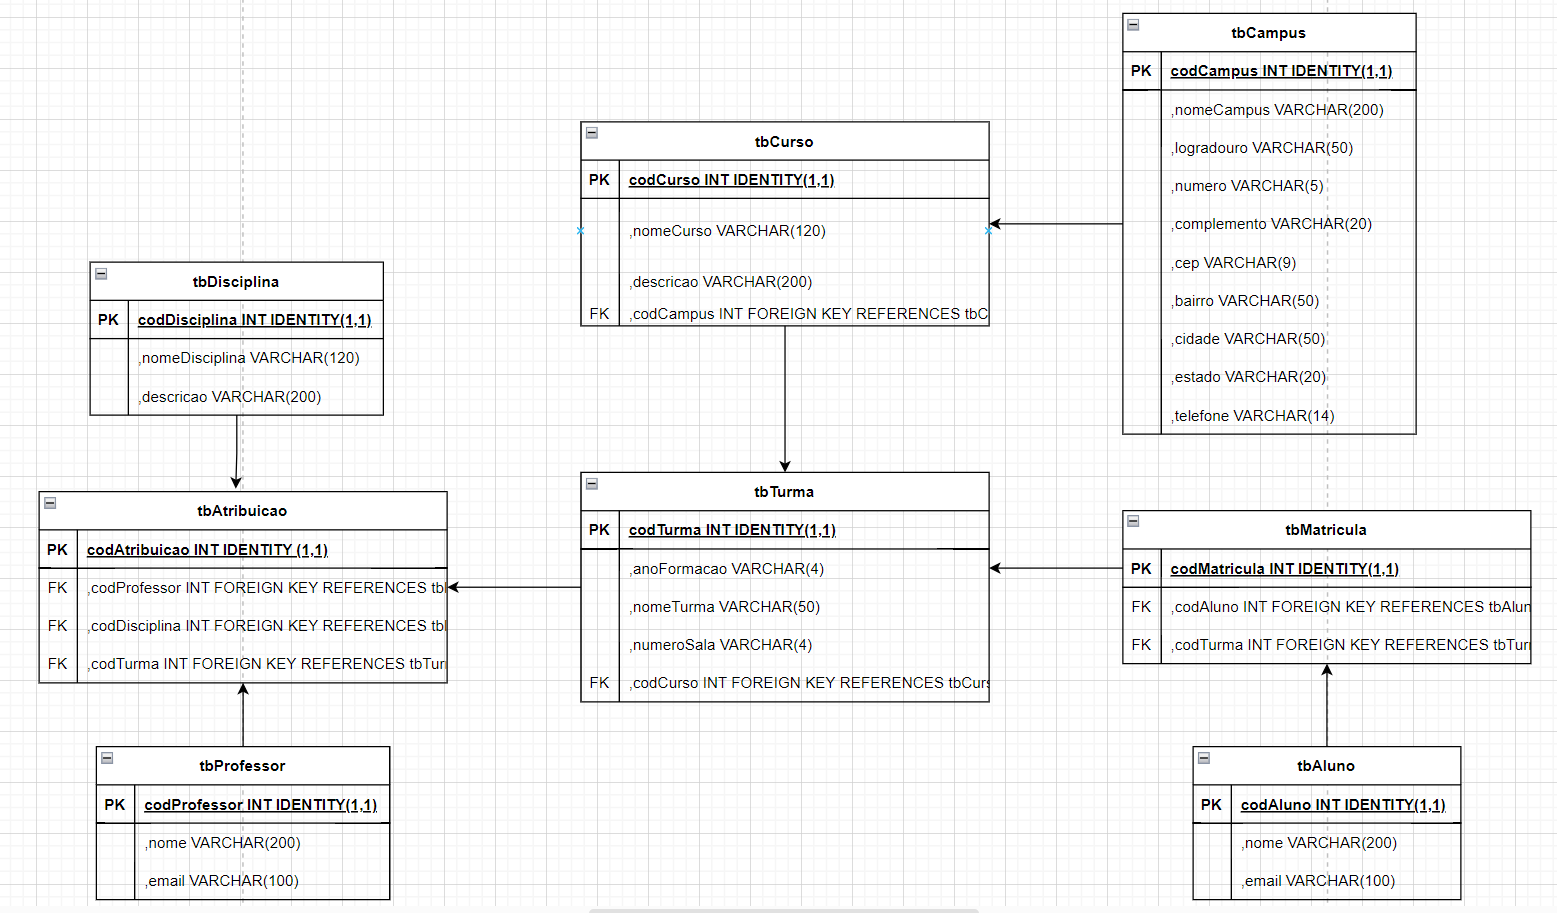 tbCampus
PK codCampus INT IDENTITY(1,1)
,nomeCampus VARCHAR(200)
,logradouro VARCHAR(50)
,numero VARCHAR(5)
,complemento VARCHAR(20)
,cep VARCHAR(9)
,bairro VARCHAR(50)
,cidade VARCHAR(50)
,estado VARCHAR(20)
,telefone VARCHAR(14)
tbCurso
PK codCurso INT IDENTITY(1,1)
,nomeCurso VARCHAR(120)
,descricao VARCHAR(200)
FK ,codCampus INT FOREIGN KEY REFERENCES tbC
tbDisciplina
PK codDisciplina INT IDENTITY(1,1)
,nomeDisciplina VARCHAR(120)
,descricao VARCHAR(200)
tbAtribuicao
PK codAtribuicao INT IDENTITY (1,1)
FK ,codProfessor INT FOREIGN KEY REFERENCES tb
FK ,codDisciplina INT FOREIGN KEY REFERENCES tb
FK ,codTurma INT FOREIGN KEY REFERENCES tbTur
tbTurma
PK codTurma INT IDENTITY(1,1)
,anoFormacao VARCHAR(4)
,nomeTurma VARCHAR(50)
,numeroSala VARCHAR(4)
FK ,codCurso INT FOREIGN KEY REFERENCES tbCurs
tbMatricula
PK codMatricula INT IDENTITY(1,1)
FK ,codAluno INT FOREIGN KEY REFERENCES tbAlun
FK ,codTurma INT FOREIGN KEY REFERENCES tbTur
tbProfessor
PK codProfessor INT IDENTITY(1,1)
,nome VARCHAR(200)
,email VARCHAR(100)
tbAluno
PK codAluno INT IDENTITY(1,1)
,nome VARCHAR(200)
,email VARCHAR(100)